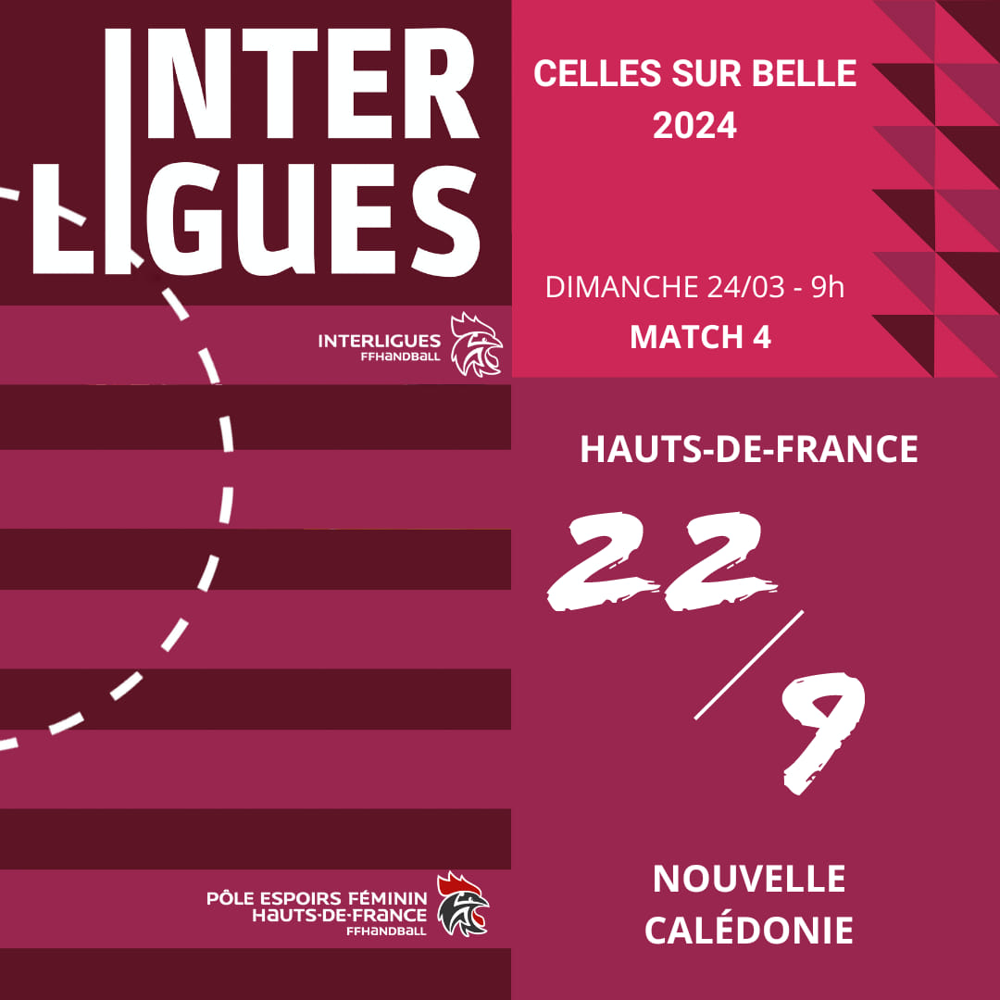 INTER
LIGUES
INTERLIGUES
FFHANDBALL
CELLES SUR BELLE
2024
DIMANCHE 24/03 - 9h
MATCH 4
HAUTS-DE-FRANCE
22
9
NOUVELLE
CALÉDONIE
PÔLE ESPOIRS FÉMININ
HAUTS-DE-FRANCE
FFHANDBALL